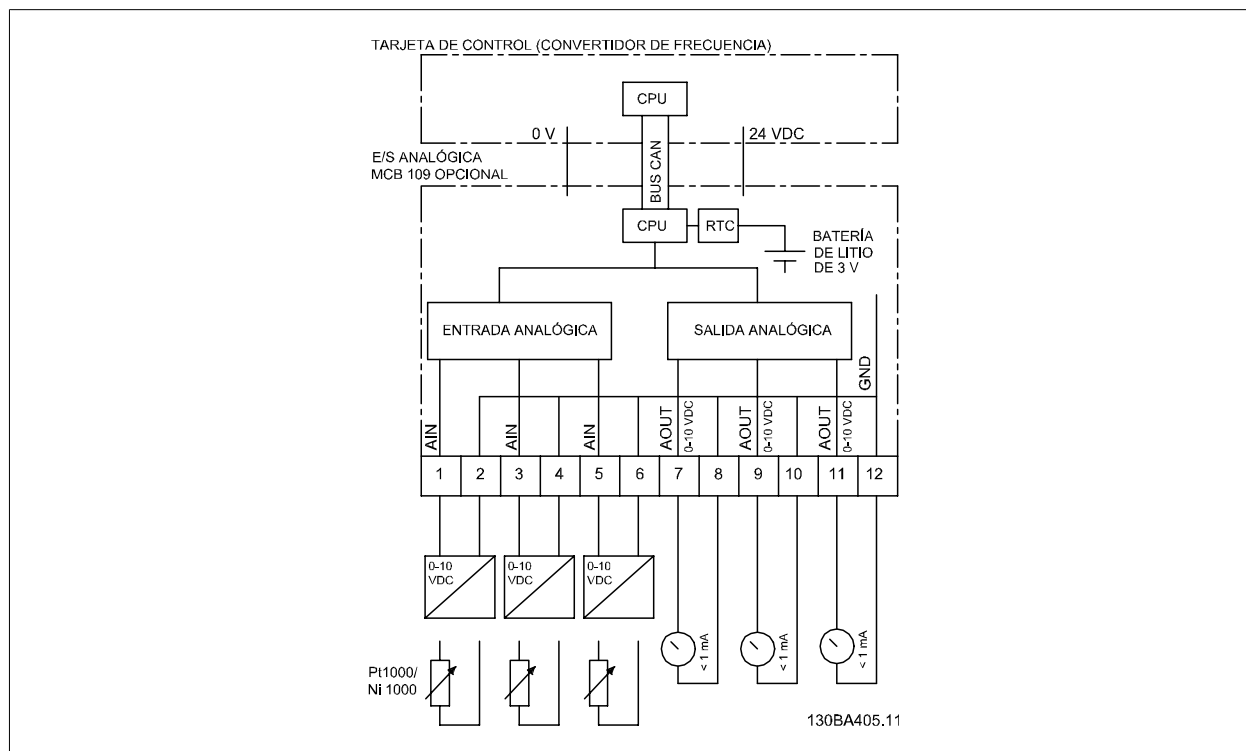 TARJETA DE CONTROL (CONVERTIDOR DE FRECUENCIA)
CPU
0 V
24 VDC
BUS CAN
E/S ANALÓGICA
MCB 109 OPCIONAL
CPU
RTC
BATERÍA
DE LITIO
DE 3 V
ENTRADA ANALÓGICA
SALIDA ANALÓGICA
GND
AIN
AIN
AIN
AOUT
0-10 VDC
AOUT
0-10 VDC
AOUT
0-10 VDC
1 2 3 4 5 6 7 8 9 10 11 12
0-10
VDC
0-10
VDC
0-10
VDC
< 1 mA
< 1 mA
< 1 mA
Pt1000/
Ni 1000
130BA405.11